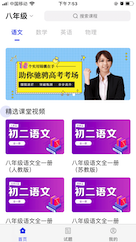 中国移动 下午7:53
八年级
搜索课程
语文 数学 英语 物理
助你驰骋高考考场
精选课堂视频
初二语文
初二语文
八年级语文全一册
(人教版)
八年级语文全一册
(苏教版)
初二语文
初二语文
八年级语文全一册
八年级语文全一册
首页 试题 我的